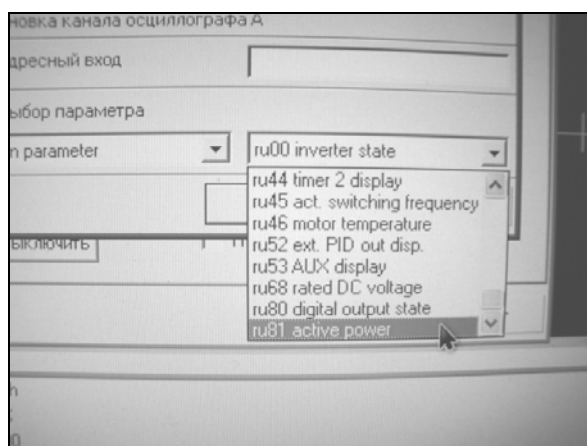 новка канала осциллографа A
дресный вход
ыбор параметра
n parameter
ru00 inverter state
ru44 timer 2 display
ru45 act. switching frequency
ru46 motor temperature
ru52 ext. PID out disp.
ыключить
ru53 AUX display
ru68 rated DC voltage
ru80 digital output state
ru81 active power